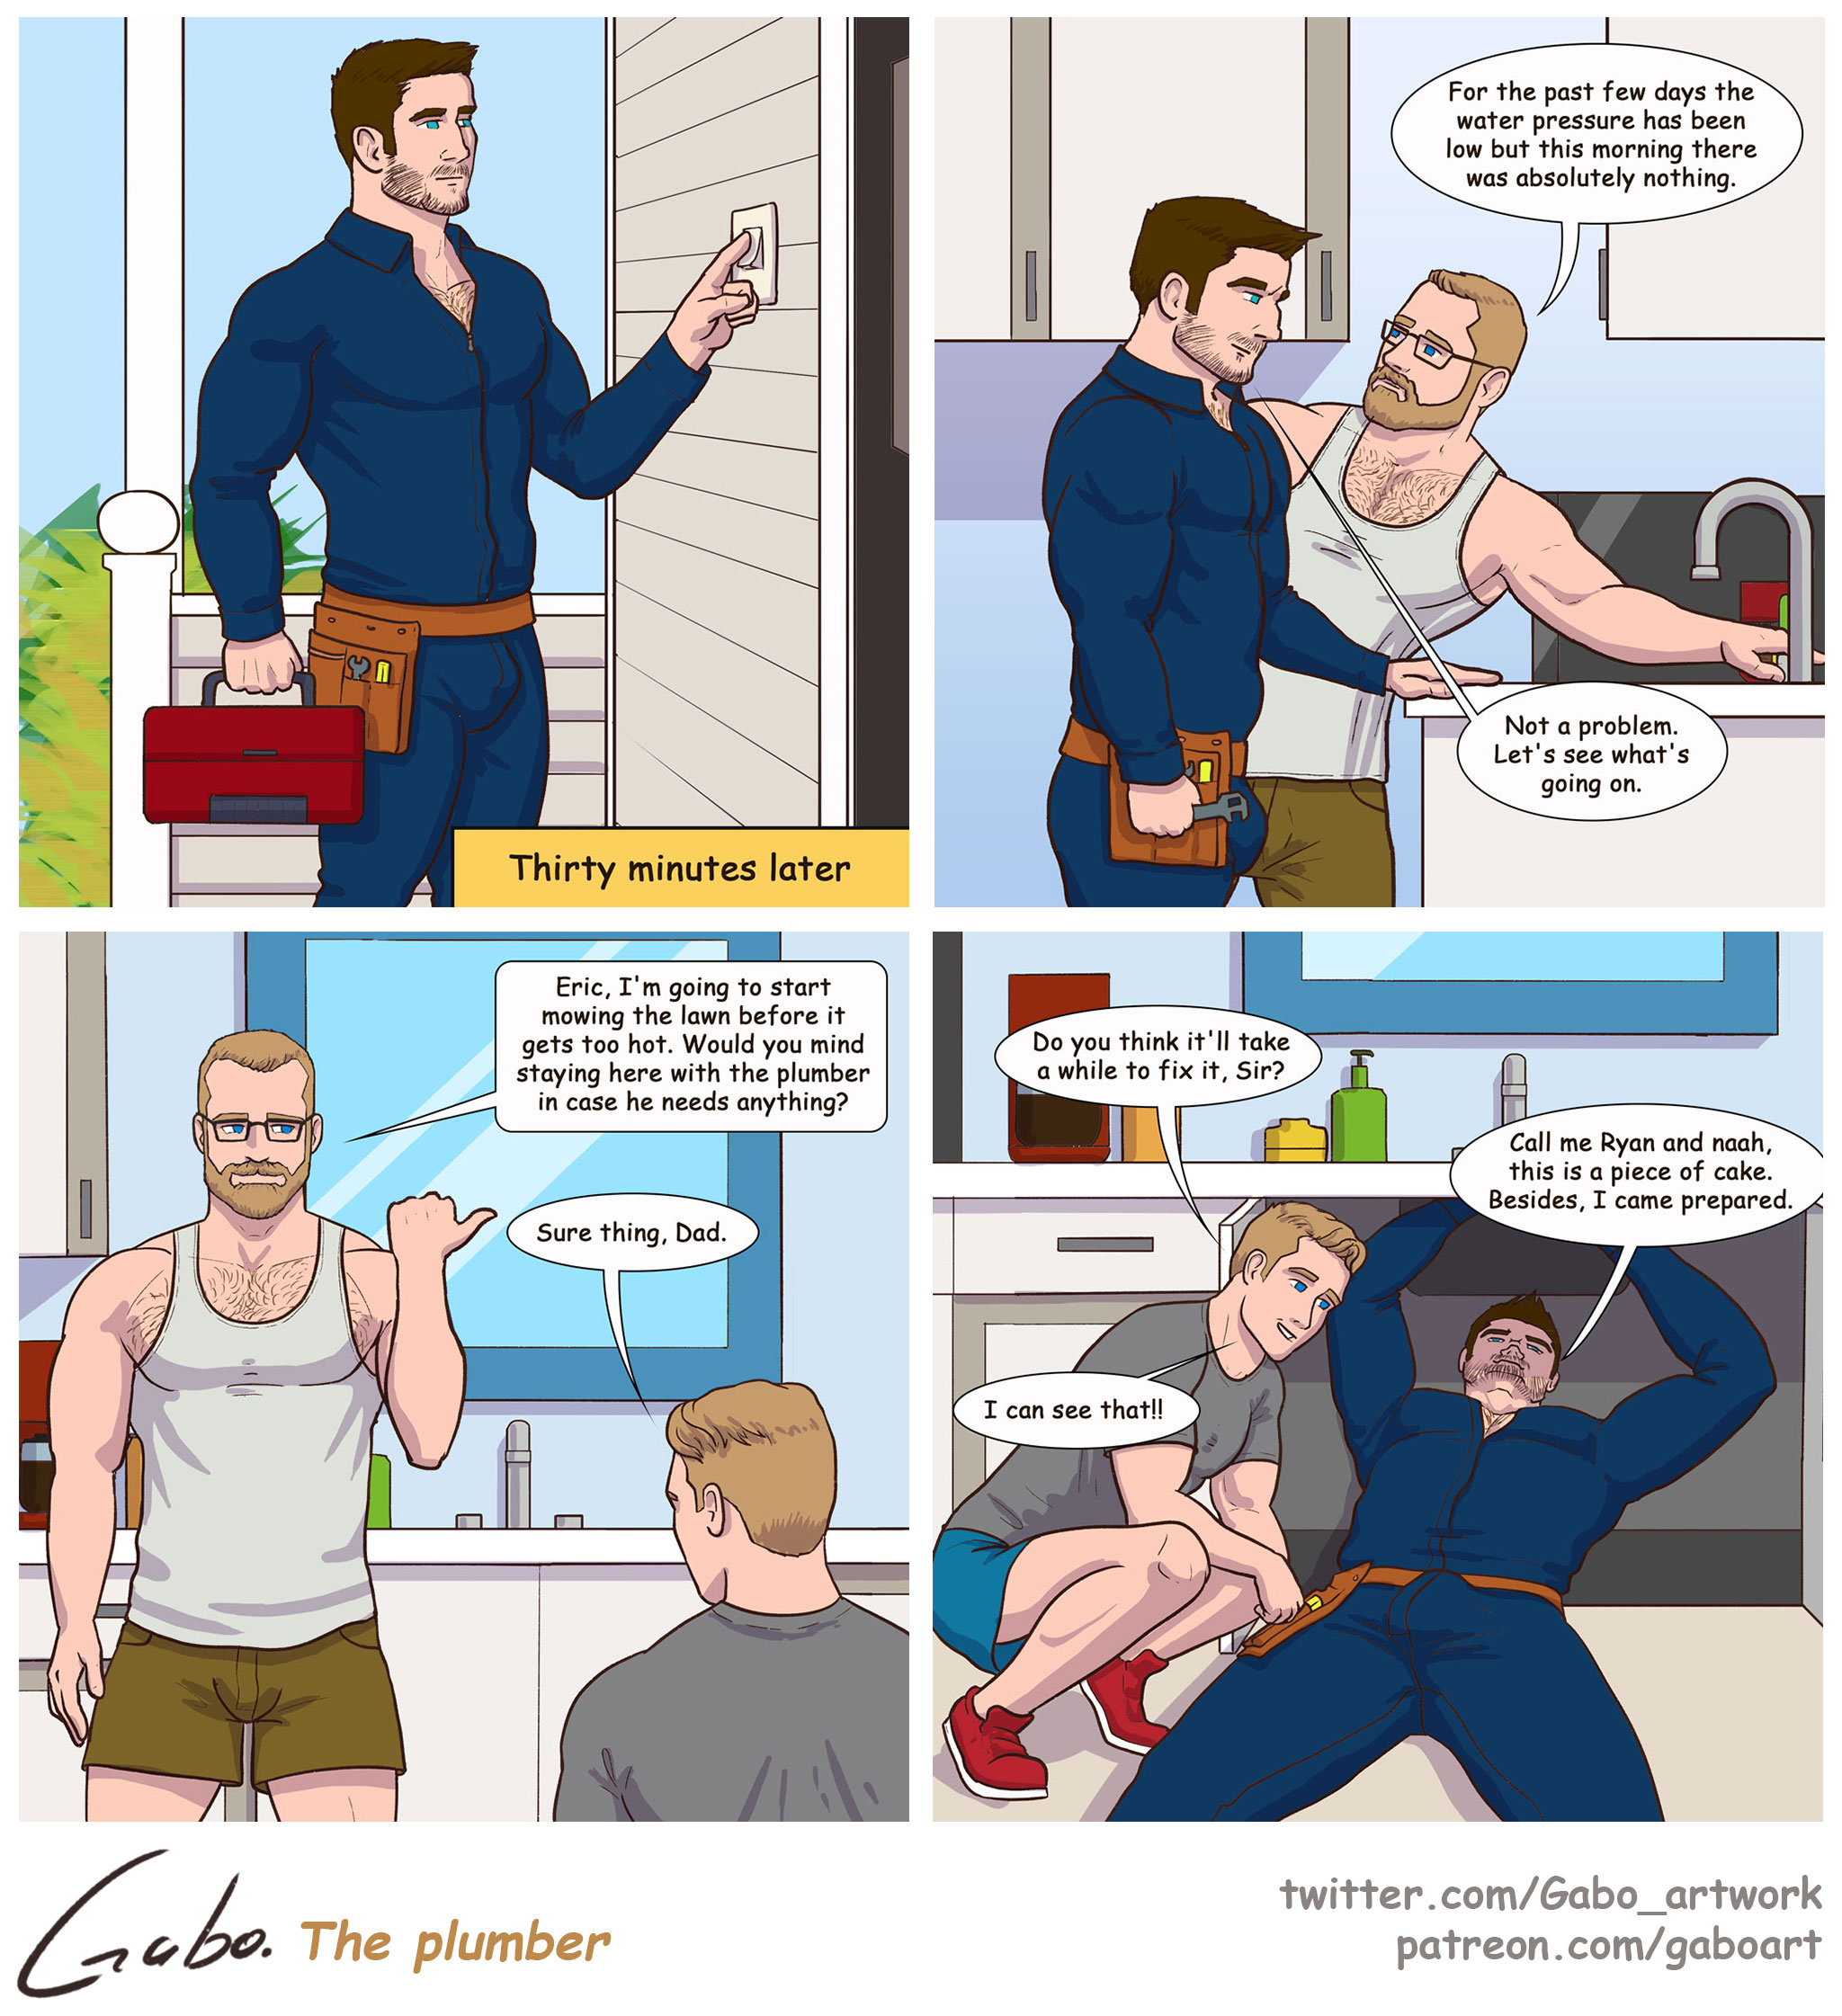 Thirty minutes later
For the past few days the
water pressure has been
low but this morning there
was absolutely nothing.
Not a problem.
Let's see what's
going on.
Eric, I'm going to start
mowing the lawn before it
gets too hot. Would you mind
staying here with the plumber
in case he needs anything?
Sure thing, Dad.
Do you think it'll take
a while to fix it, Sir?
Call me Ryan and naah,
this is a piece of cake.
Besides, I came prepared.
I can see that!!
Gabo. The plumber
twitter.com/Gabo_artwork
patreon.com/gaboart